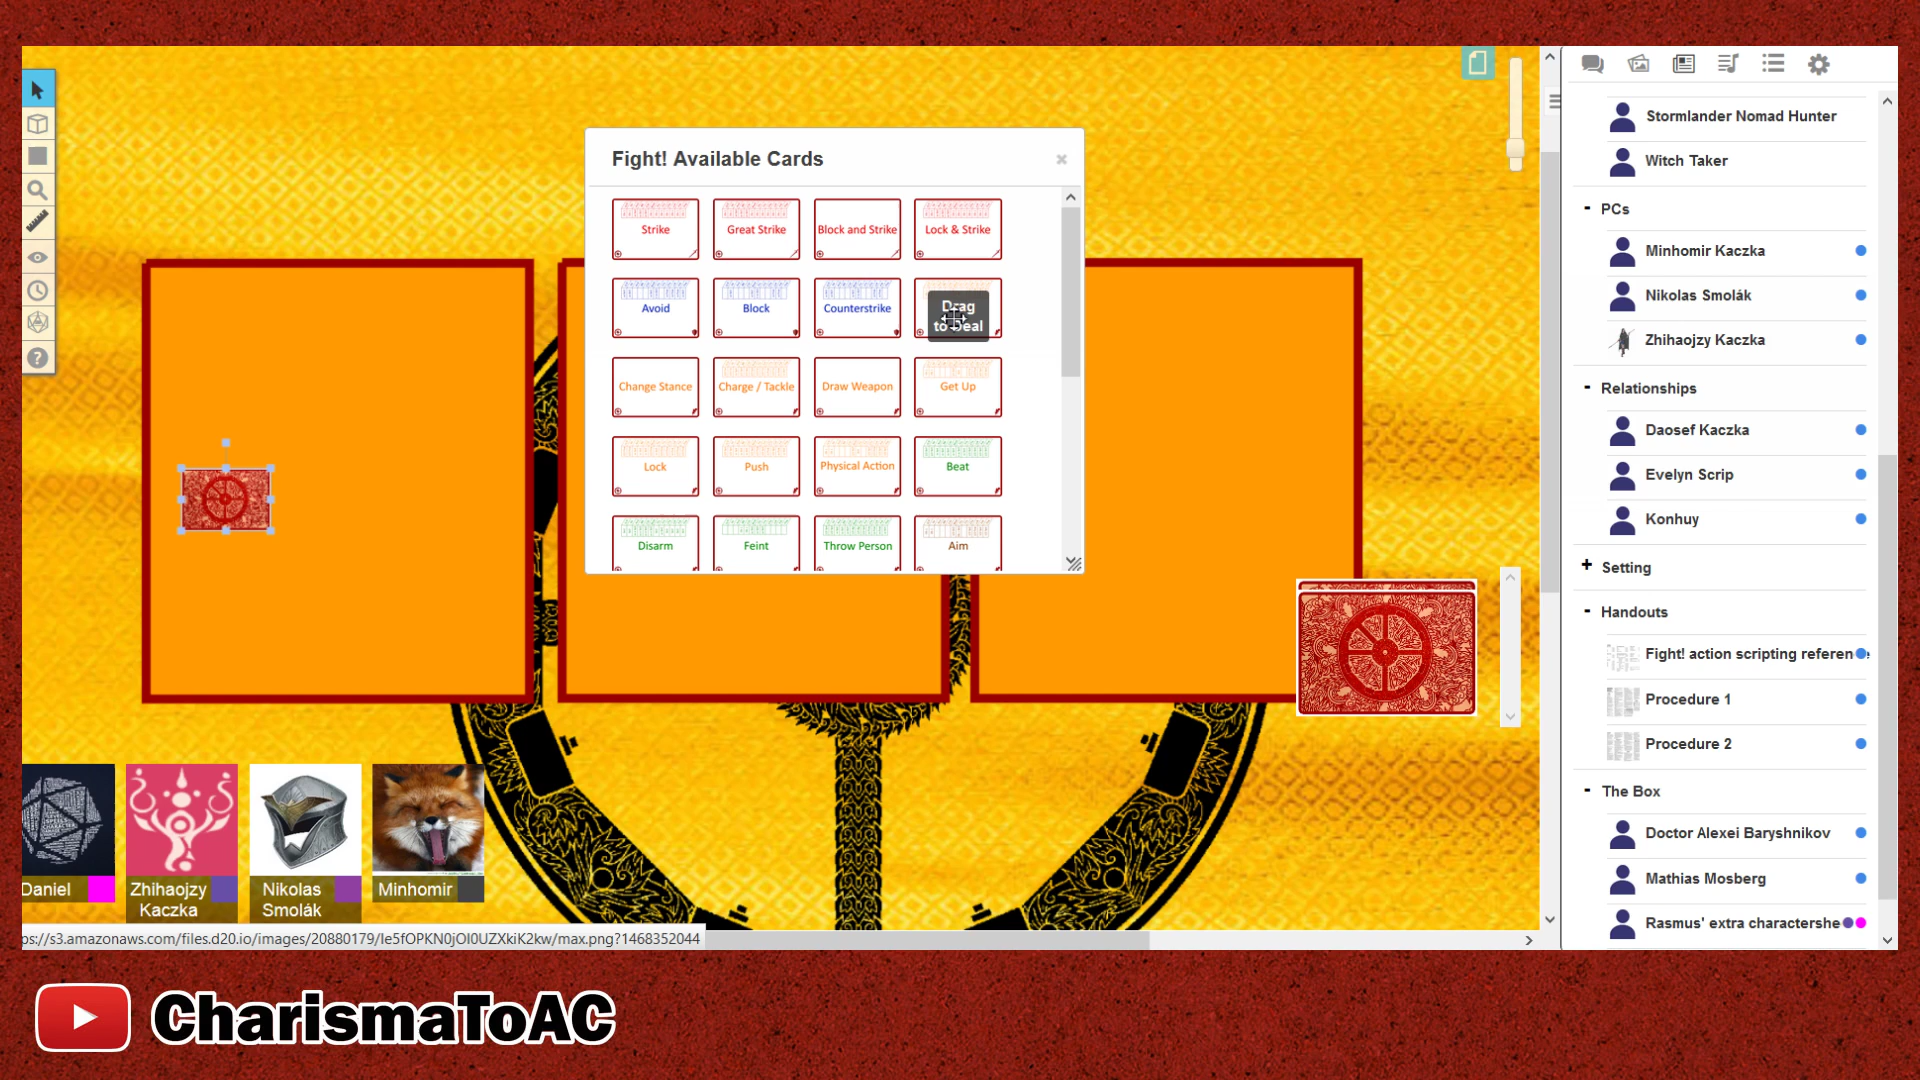 Fight! Available Cards
Strike
Great Strike
Block and Strike
Lock & Strike
Avoid
Block
Counterstrike
Drag
to Deal
Change Stance
Charge / Tackle
Draw Weapon
Get Up
Lock
Push
Physical Action
Beat
Disarm
Feint
Throw Person
Aim
Stormlander Nomad Hunter
Witch Taker
- PCs
Minhomir Kaczka
Nikolas Smolák
Zhihaojzy Kaczka
- Relationships
Daosef Kaczka
Evelyn Scrip
Konhuy
+ Setting
- Handouts
Fight! action scripting referen
Procedure 1
Procedure 2
- The Box
Doctor Alexei Baryshnikov
Mathias Mosberg
Rasmus' extra charactershe
Daniel
Zhihaojzy
Kaczka
Nikolas
Smolák
Minhomir
ps://s3.amazonaws.com/files.d20.io/images/20880179/Ie5fOPKN0jOI0UZXkiK2kw/max.png?1468352044
CharismaToAC